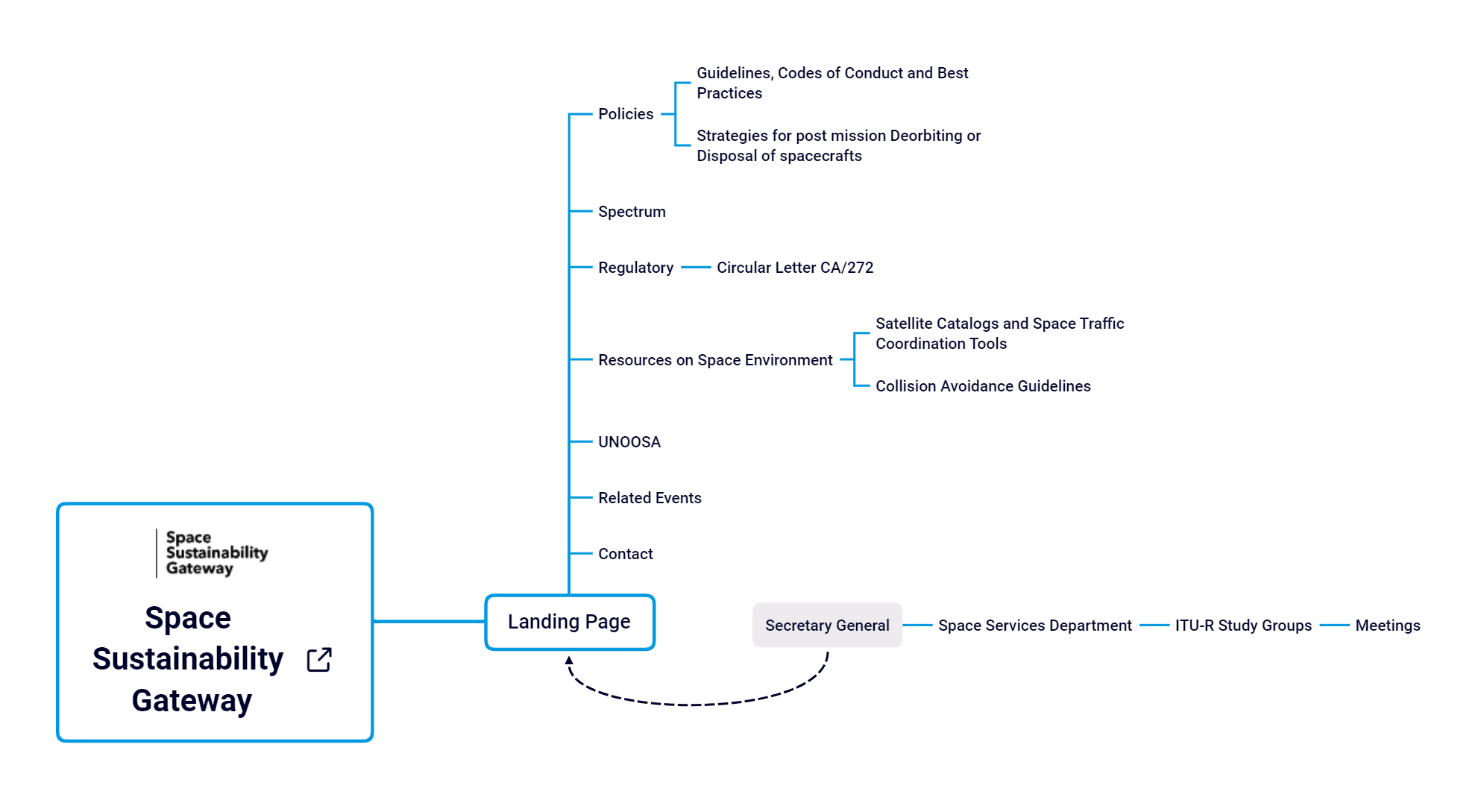 Guidelines, Codes of Conduct and Best
Practices
Policies
Strategies for post mission Deorbiting or
Disposal of spacecrafts
Spectrum
Regulatory
Circular Letter CA/272
Satellite Catalogs and Space Traffic
Coordination Tools
Resources on Space Environment
Collision Avoidance Guidelines
UNOOSA
Related Events
Contact
Space
Sustainability
Gateway
Space
Sustainability
Gateway
Landing Page
Secretary General
Space Services Department
ITU-R Study Groups
Meetings